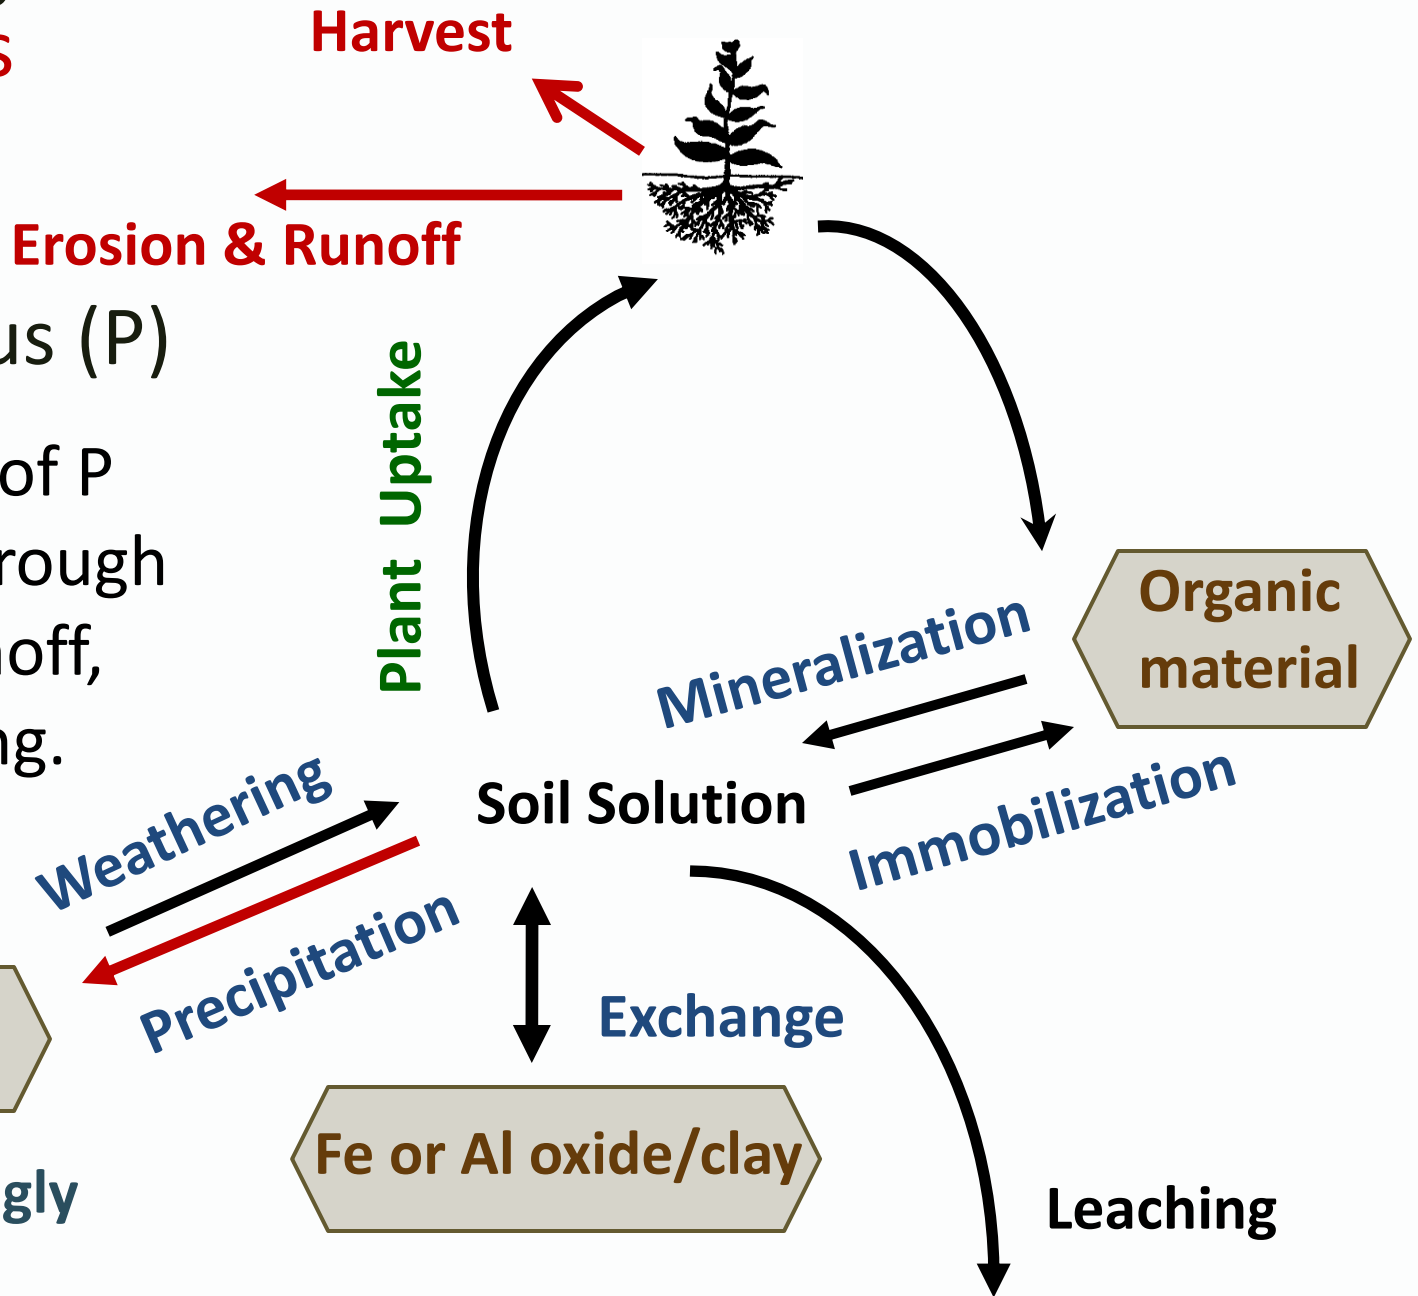 s
Harvest
Erosion & Runoff
us (P)
of P
rough
noff,
ng.
Plant Uptake
Organic
material
Mineralization
Immobilization
Soil Solution
Weathering
Precipitation
Exchange
Fe or Al oxide/clay
gly
Leaching